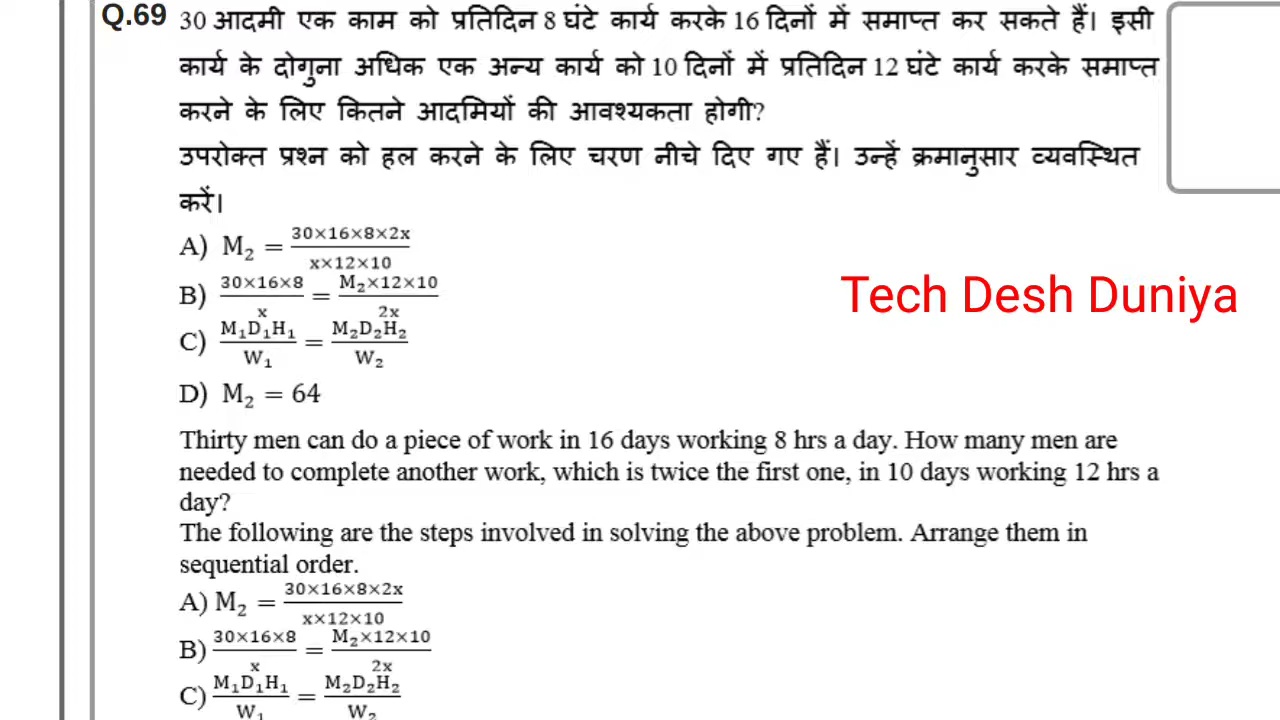 Q.69 30 आदमी एक काम को प्रतिदिन 8 घंटे कार्य करके 16 दिनों में समाप्त कर सकते हैं। इसी
कार्य के दोगुना अधिक एक अन्य कार्य को 10 दिनों में प्रतिदिन 12 घंटे कार्य करके समाप्त
करने के लिए कितने आदमियों की आवश्यकता होगी?
उपरोक्त प्रश्न को हल करने के लिए चरण नीचे दिए गए हैं। उन्हें क्रमानुसार व्यवस्थित
करें।
A) M₂ = 30×16×8×2x / x×12×10
B) 30×16×8 / x = M₂×12×10 / 2x
Tech Desh Duniya
C) M₁D₁H₁ / W₁ = M₂D₂H₂ / W₂
D) M₂ = 64
Thirty men can do a piece of work in 16 days working 8 hrs a day. How many men are
needed to complete another work, which is twice the first one, in 10 days working 12 hrs a
day?
The following are the steps involved in solving the above problem. Arrange them in
sequential order.
A) M₂ = 30×16×8×2x / x×12×10
B) 30×16×8 / x = M₂×12×10 / 2x
C) M₁D₁H₁ / W₁ = M₂D₂H₂ / W₂